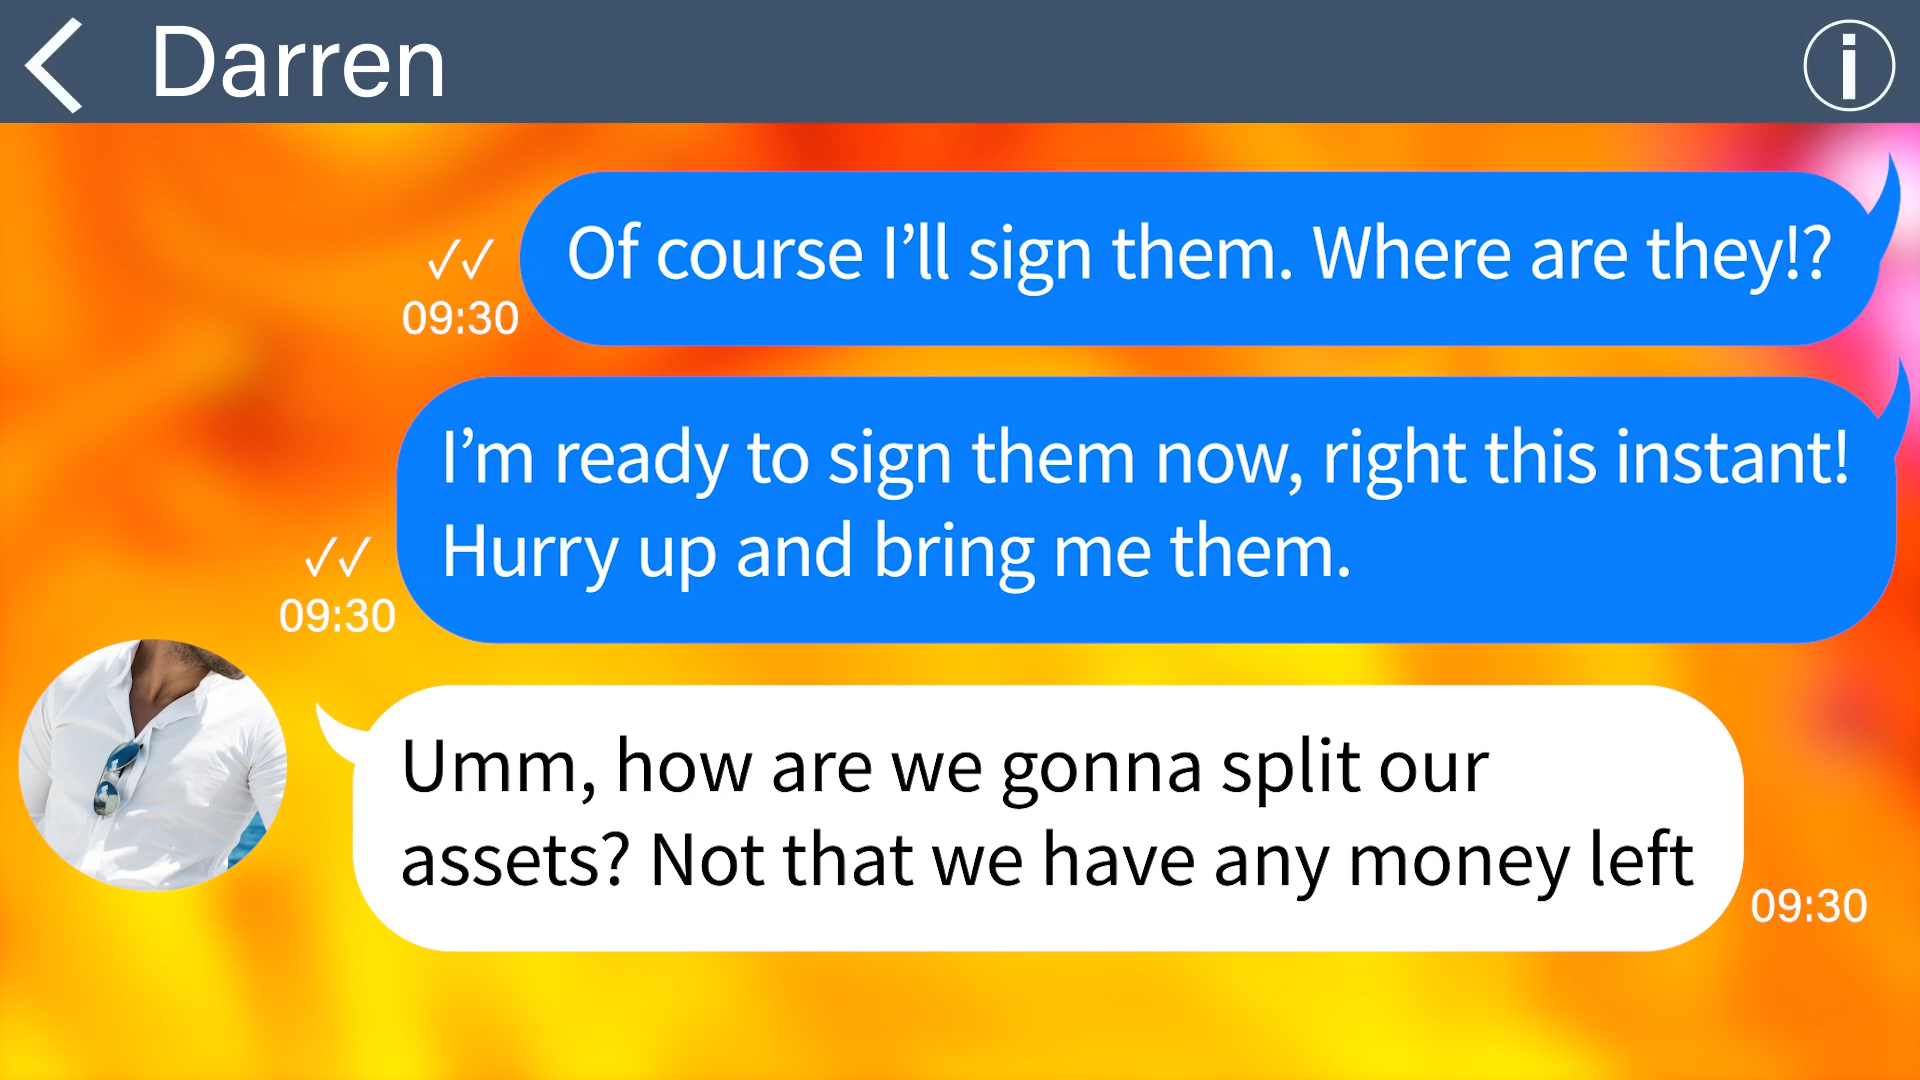 Darren
Of course I’ll sign them. Where are they!?
✓✓
09:30
I’m ready to sign them now, right this instant!
Hurry up and bring me them.
✓✓
09:30
Umm, how are we gonna split our
assets? Not that we have any money left
09:30